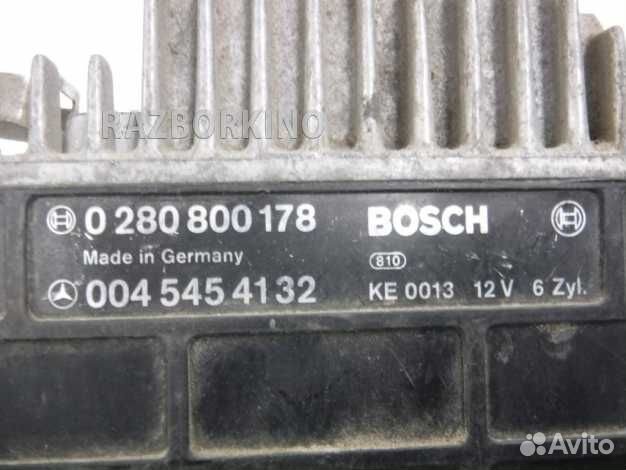 RAZBORKINO
0 280 800 178 BOSCH
Made in Germany 810
004 545 41 32 KE 0013 12 V 6 Zyl.
Avito